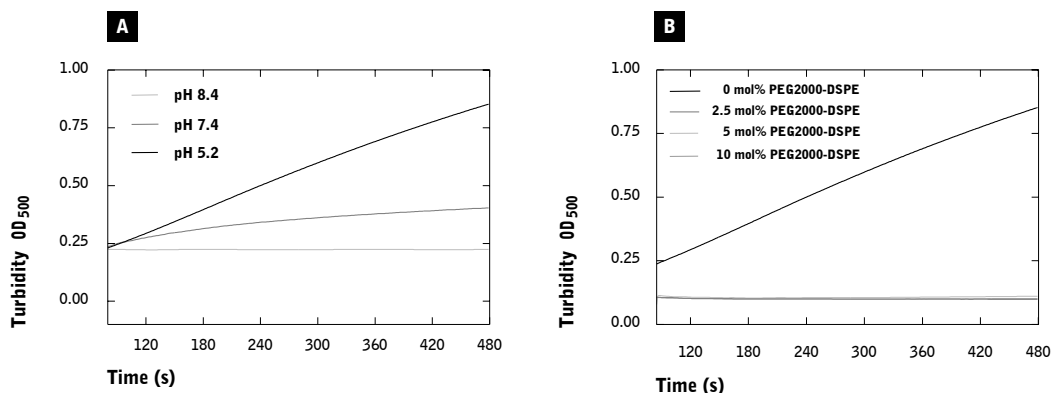 A
Turbidity OD500
1.00
0.75
0.50
0.25
0.00
pH 8.4
pH 7.4
pH 5.2
120 180 240 300 360 420 480
Time (s)
B
Turbidity OD500
1.00
0.75
0.50
0.25
0.00
0 mol% PEG2000-DSPE
2.5 mol% PEG2000-DSPE
5 mol% PEG2000-DSPE
10 mol% PEG2000-DSPE
120 180 240 300 360 420 480
Time (s)